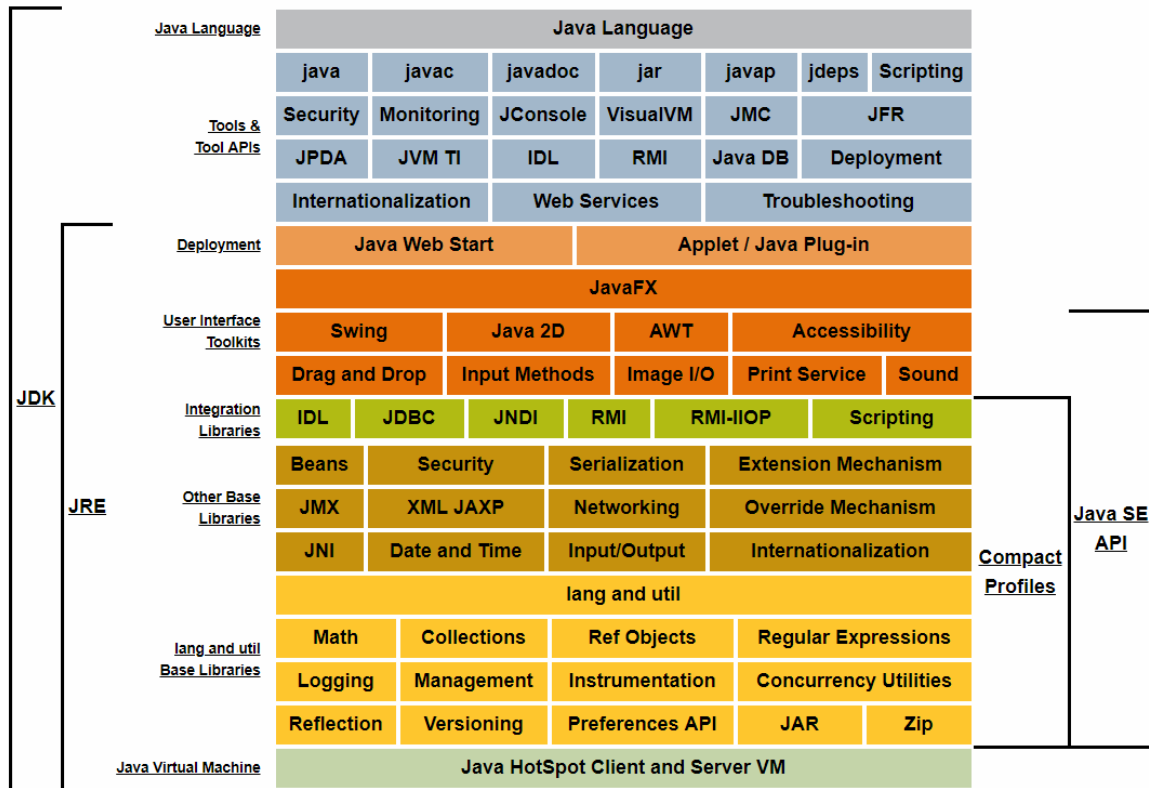 Java Language
Java Language
java javac javadoc jar javap jdeps Scripting
Security Monitoring JConsole VisualVM JMC JFR
Tools &
Tool APIs
JPDA JVM TI IDL RMI Java DB Deployment
Internationalization Web Services Troubleshooting
Deployment
Java Web Start Applet / Java Plug-in
JavaFX
User Interface
Toolkits
Swing Java 2D AWT Accessibility
Drag and Drop Input Methods Image I/O Print Service Sound
JDK
Integration
Libraries
IDL JDBC JNDI RMI RMI-IIOP Scripting
Beans Security Serialization Extension Mechanism
JRE
Other Base
Libraries
JMX XML JAXP Networking Override Mechanism
Java SE
API
JNI Date and Time Input/Output Internationalization
Compact
Profiles
lang and util
Math Collections Ref Objects Regular Expressions
lang and util
Base Libraries
Logging Management Instrumentation Concurrency Utilities
Reflection Versioning Preferences API JAR Zip
Java Virtual Machine
Java HotSpot Client and Server VM